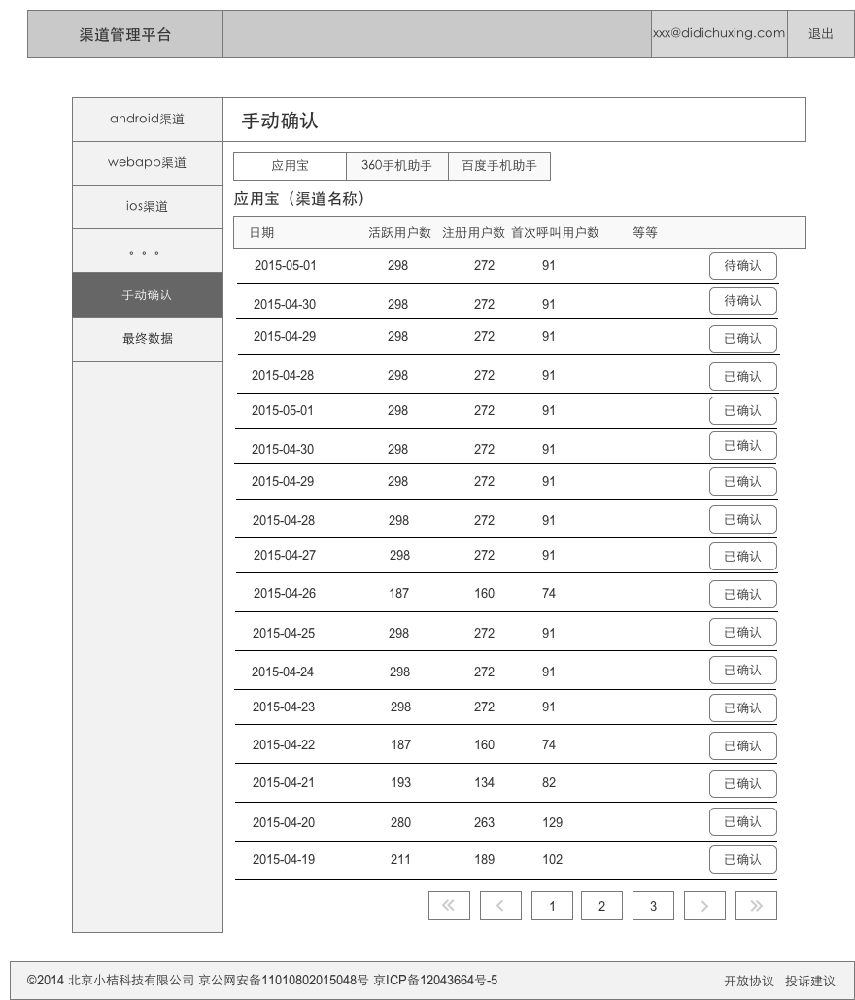 渠道管理平台 xxx@didichuxing.com 退出
android渠道
webapp渠道
ios渠道
。。。
手动确认
最终数据
手动确认
应用宝 360手机助手 百度手机助手
应用宝（渠道名称）
日期 活跃用户数 注册用户数 首次呼叫用户数 等等
2015-05-01 298 272 91 待确认
2015-04-30 298 272 91 待确认
2015-04-29 298 272 91 已确认
2015-04-28 298 272 91 已确认
2015-05-01 298 272 91 已确认
2015-04-30 298 272 91 已确认
2015-04-29 298 272 91 已确认
2015-04-28 298 272 91 已确认
2015-04-27 298 272 91 已确认
2015-04-26 187 160 74 已确认
2015-04-25 298 272 91 已确认
2015-04-24 298 272 91 已确认
2015-04-23 298 272 91 已确认
2015-04-22 187 160 74 已确认
2015-04-21 193 134 82 已确认
2015-04-20 280 263 129 已确认
2015-04-19 211 189 102 已确认
« ‹ 1 2 3 › »
©2014 北京小桔科技有限公司 京公网安备11010802015048号 京ICP备12043664号-5 开放协议 投诉建议